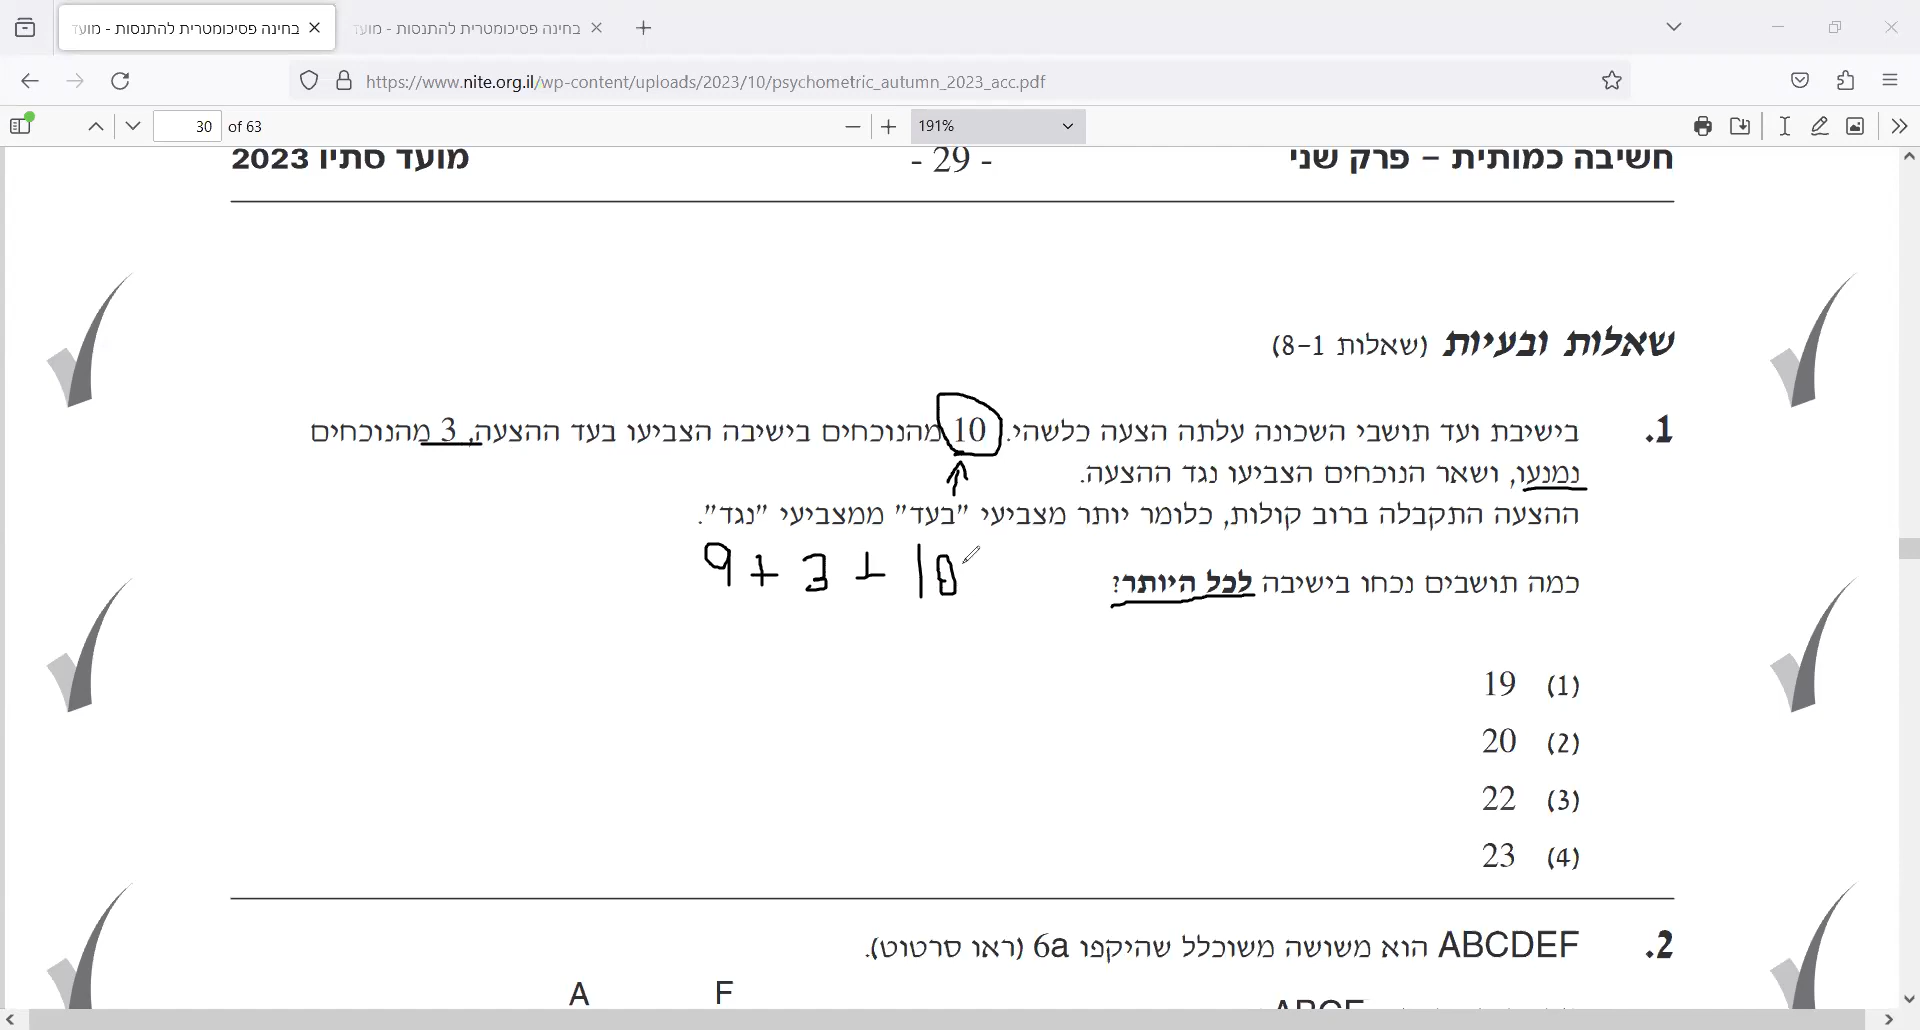 בחינה פסיכומטרית להתנסות - מועד
בחינה פסיכומטרית להתנסות - מועד
https://www.nite.org.il/wp-content/uploads/2023/10/psychometric_autumn_2023_acc.pdf
30 of 63
191%
חשיבה כמותית – פרק שני - 29 - מועד סתיו 2023
שאלות ובעיות (שאלות 8-1)
1. בישיבת ועד תושבי השכונה עלתה הצעה כלשהי. 10 מהנוכחים בישיבה הצביעו בעד ההצעה, 3 מהנוכחים
נמנעו, ושאר הנוכחים הצביעו נגד ההצעה.
ההצעה התקבלה ברוב קולות, כלומר יותר מצביעי "בעד" ממצביעי "נגד".
9 + 3 + 10
כמה תושבים נכחו בישיבה לכל היותר?
(1) 19
(2) 20
(3) 22
(4) 23
2. ABCDEF הוא משושה משוכלל שהיקפו 6a (ראו סרטוט).
A F